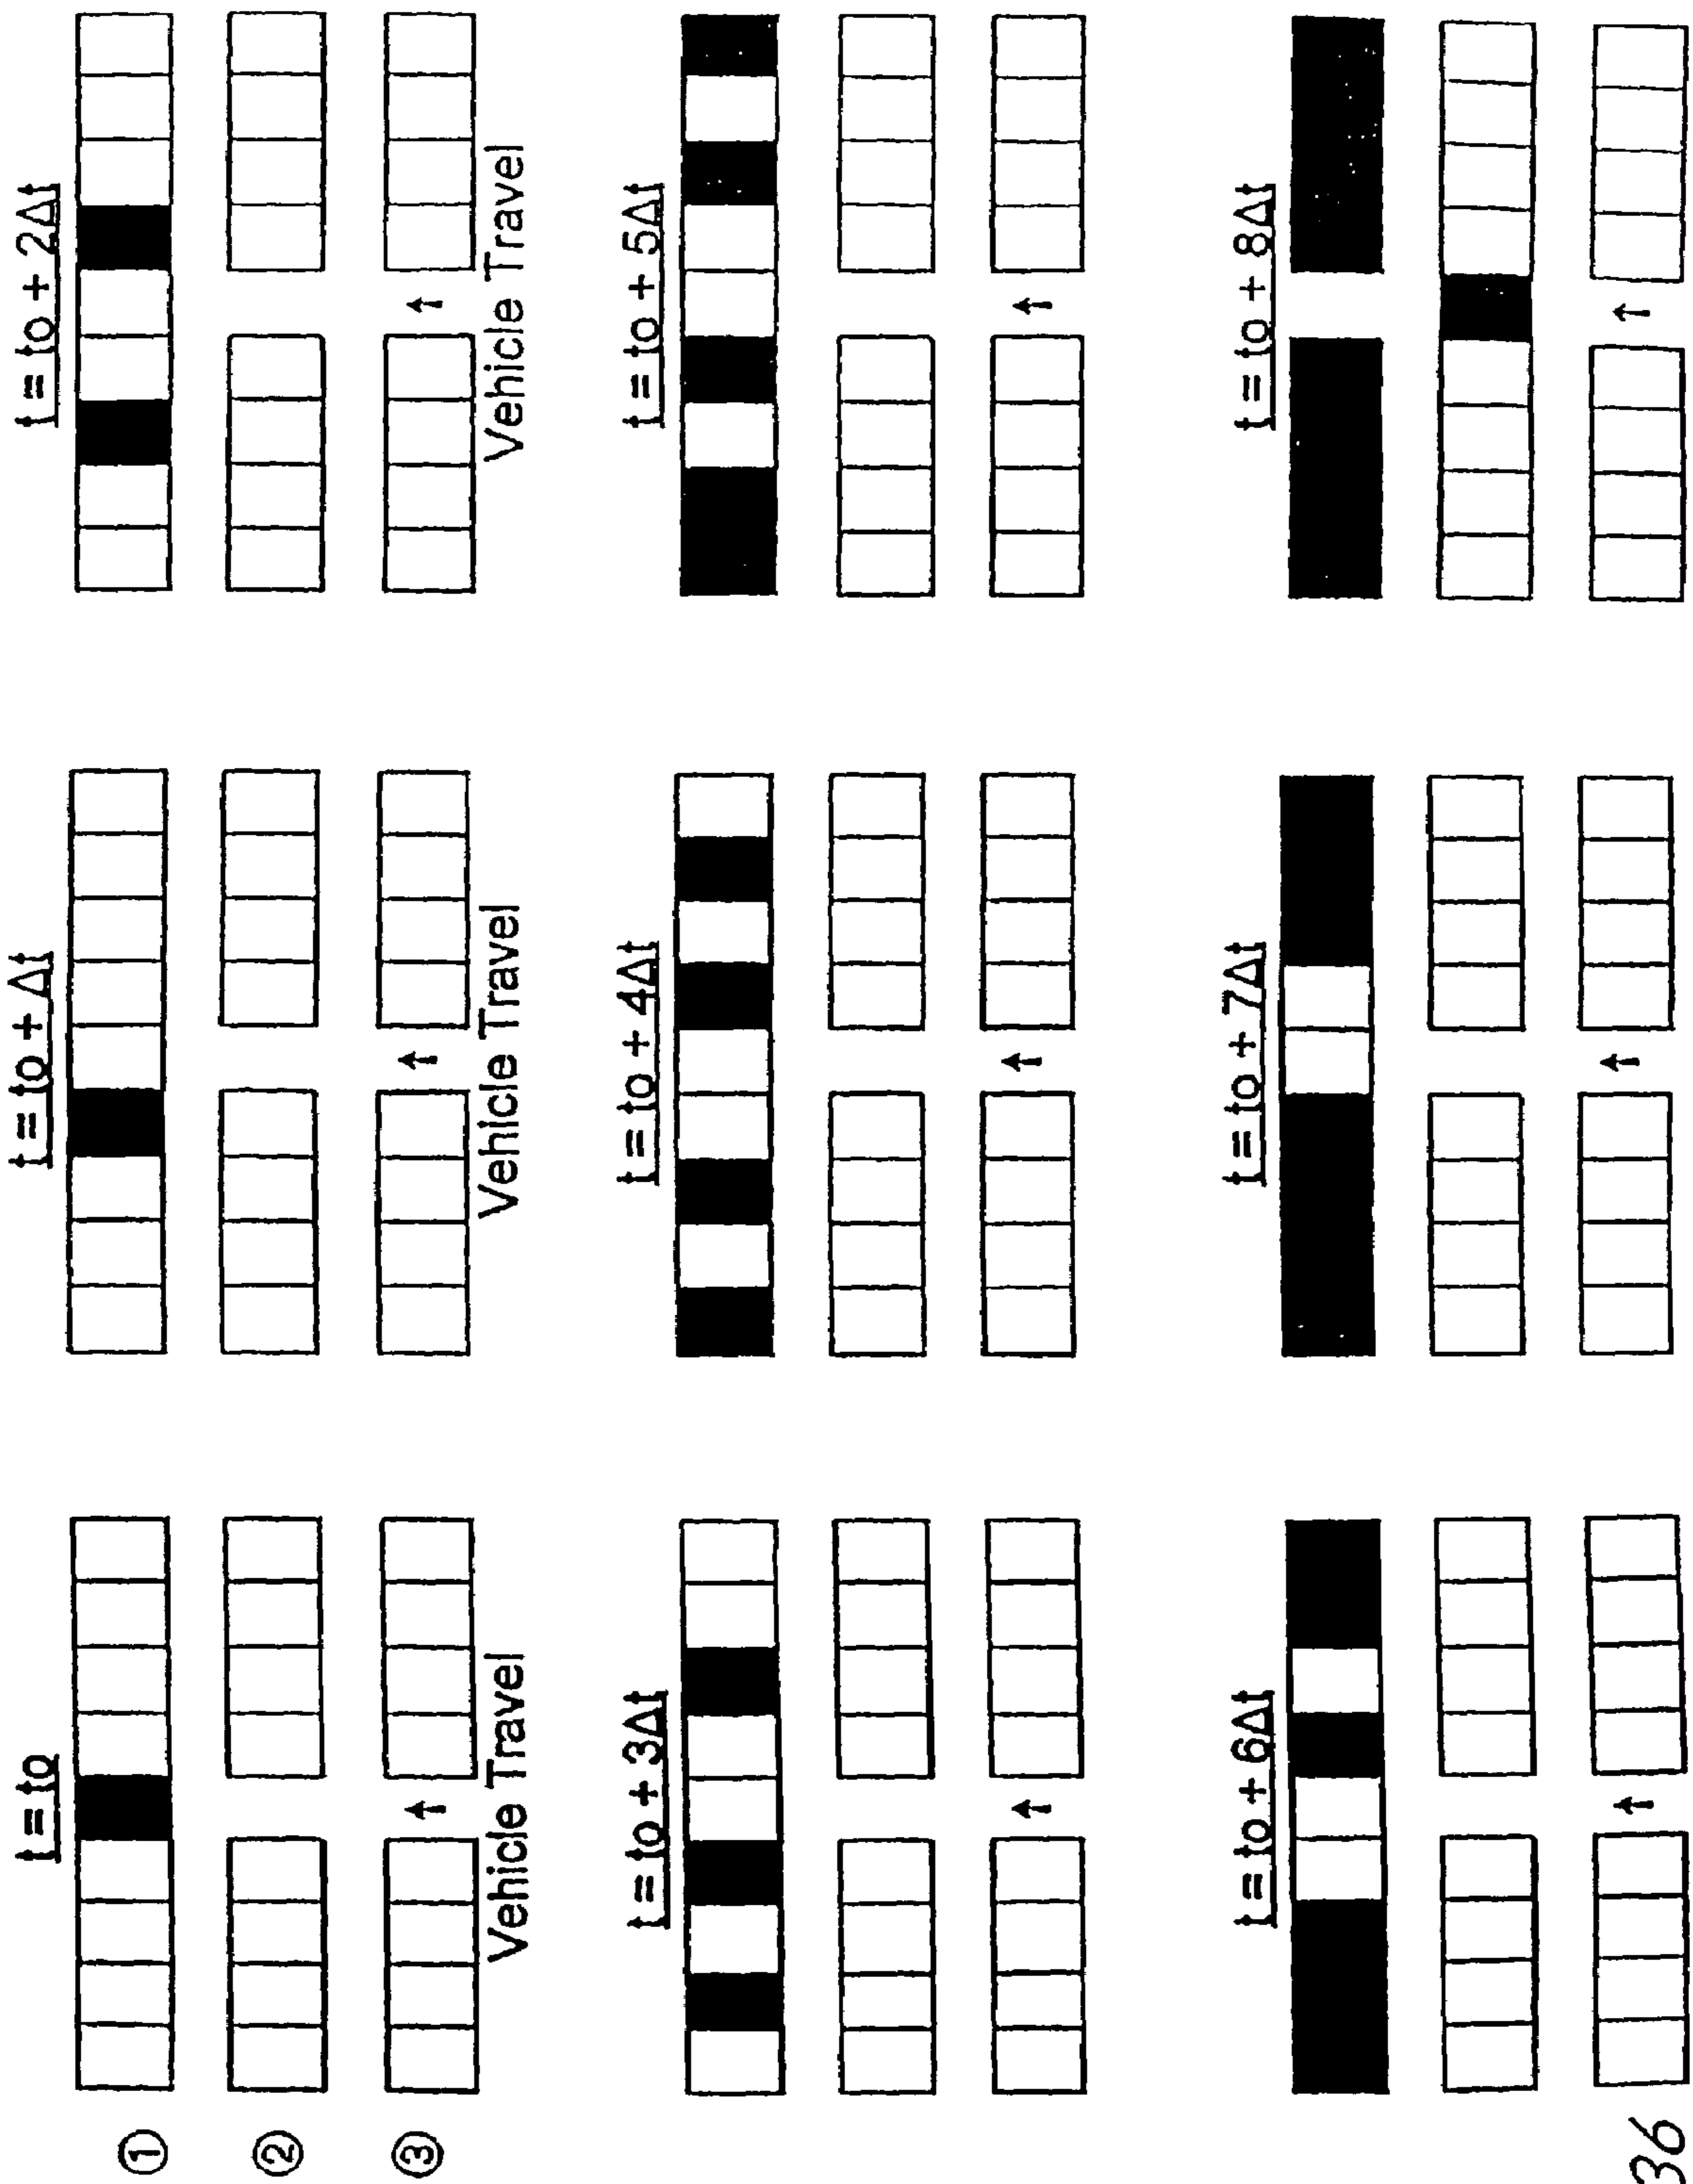 t = to
t = to + Δt
t = to + 2Δt
①
②
③
Vehicle Travel
Vehicle Travel
Vehicle Travel
t = to + 3Δt
t = to + 4Δt
t = to + 5Δt
t = to + 6Δt
t = to + 7Δt
t = to + 8Δt
36